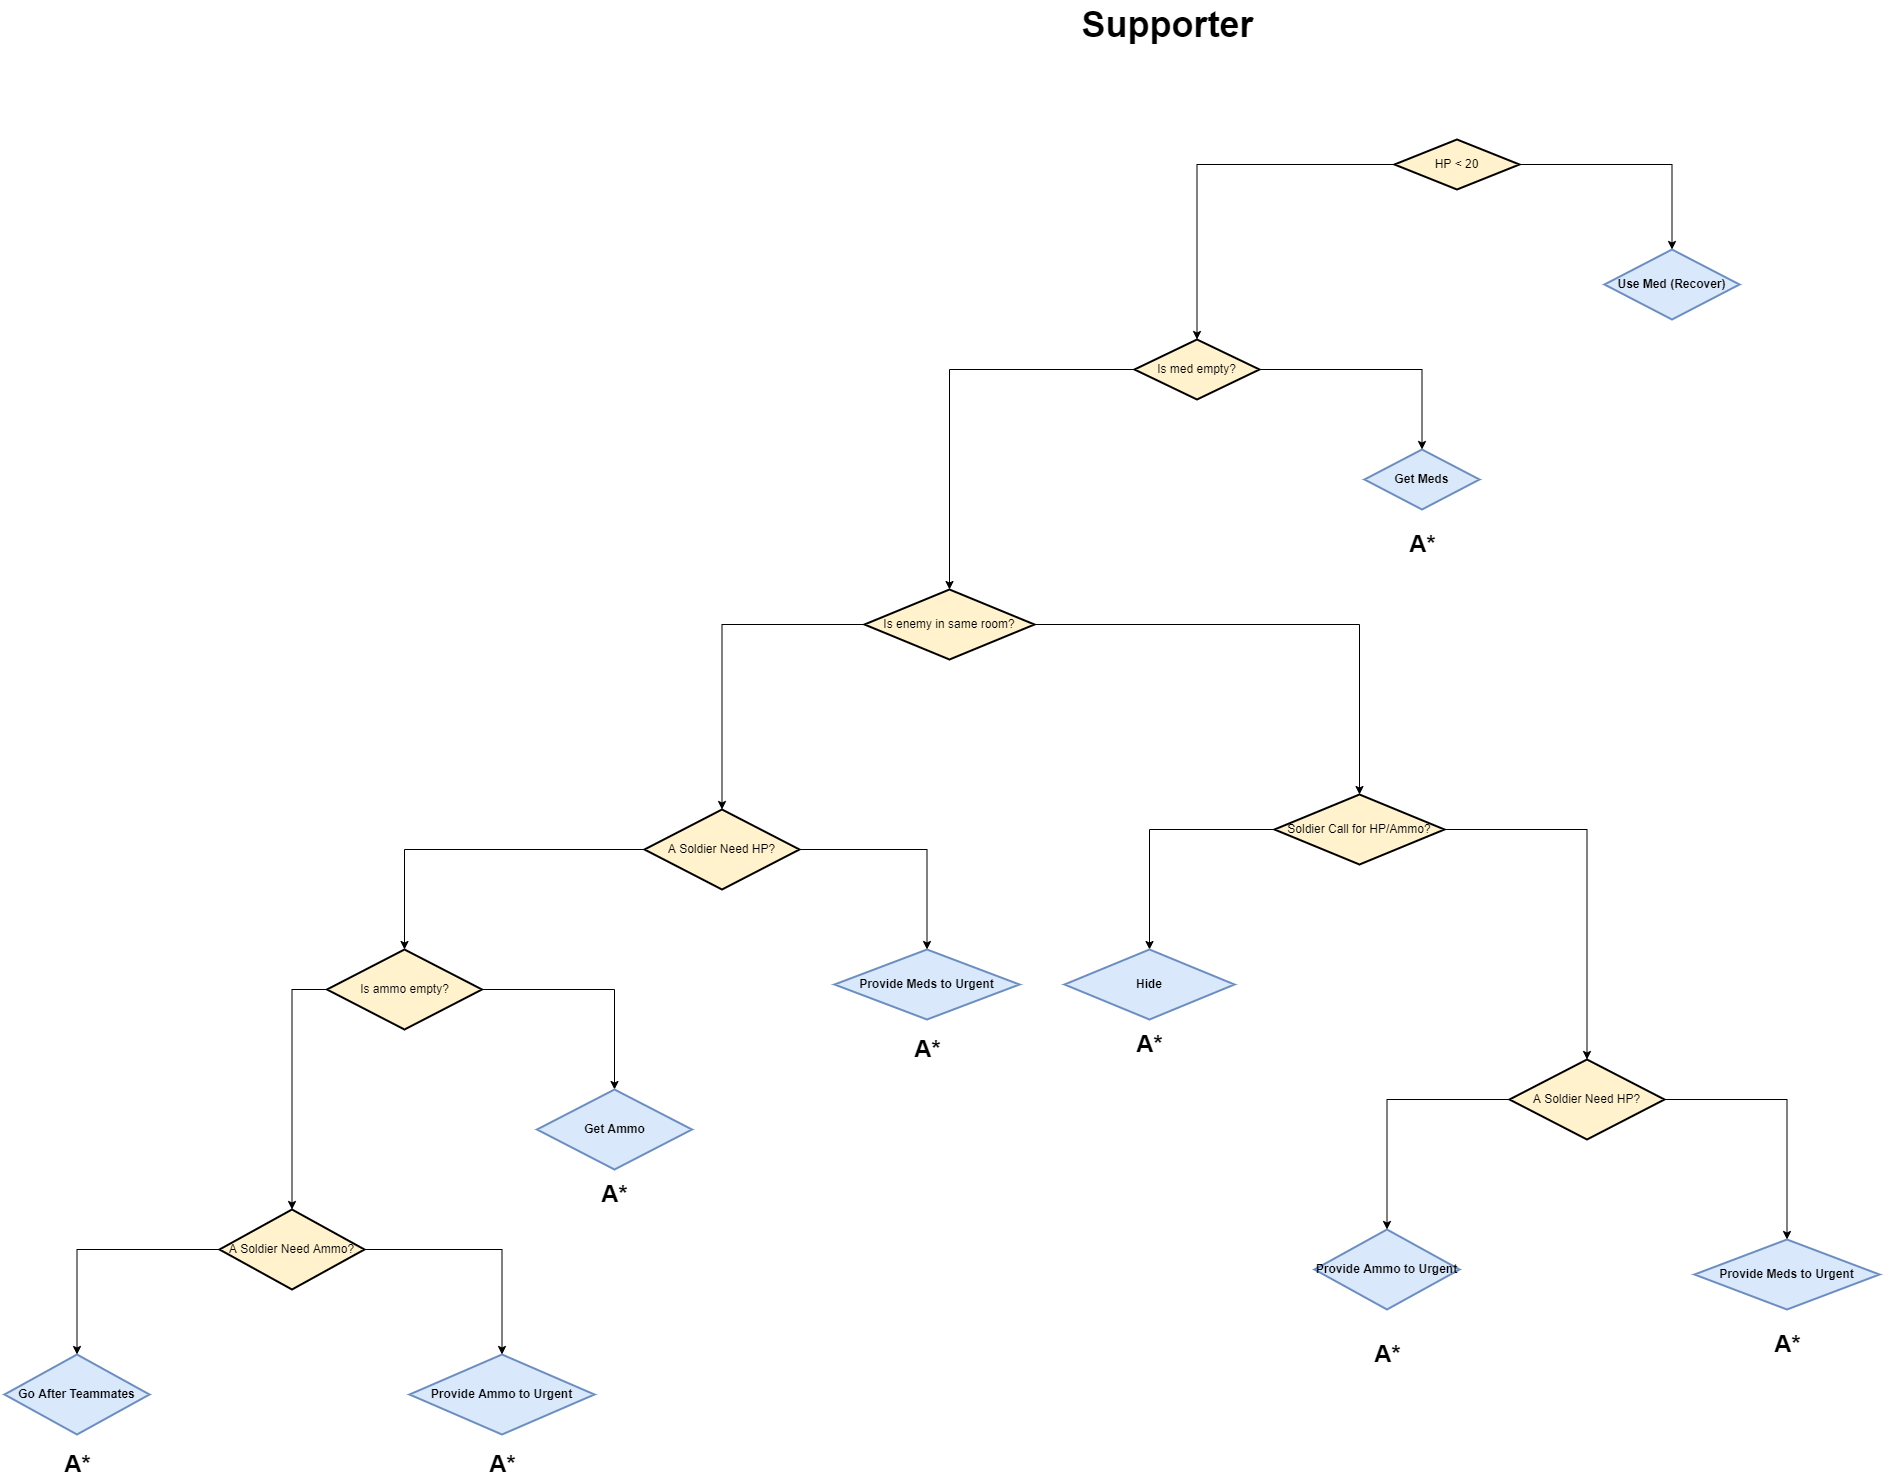 Supporter
HP < 20
Use Med (Recover)
Is med empty?
Get Meds
A*
Is enemy in same room?
A Soldier Need HP?
Soldier Call for HP/Ammo?
Is ammo empty?
Provide Meds to Urgent
A*
Hide
A*
Get Ammo
A*
A Soldier Need HP?
A Soldier Need Ammo?
Provide Ammo to Urgent
A*
Provide Meds to Urgent
A*
Go After Teammates
A*
Provide Ammo to Urgent
A*